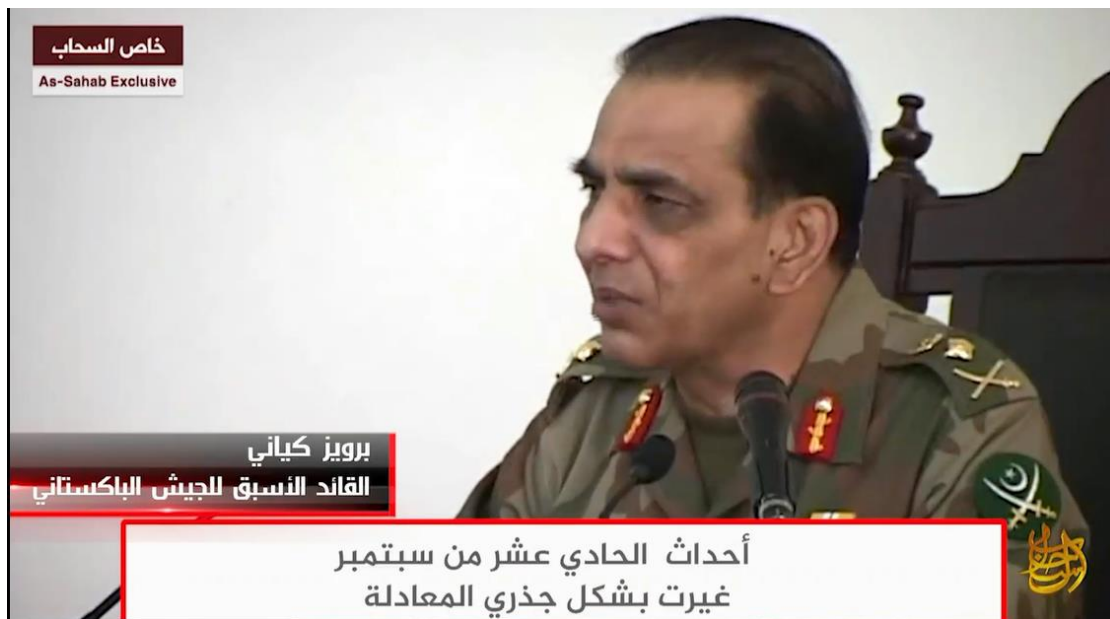 خاص السحاب
As-Sahab Exclusive
برويز كياني
القائد الأسبق للجيش الباكستاني
أحداث الحادي عشر من سبتمبر
غيرت بشكل جذري المعادلة